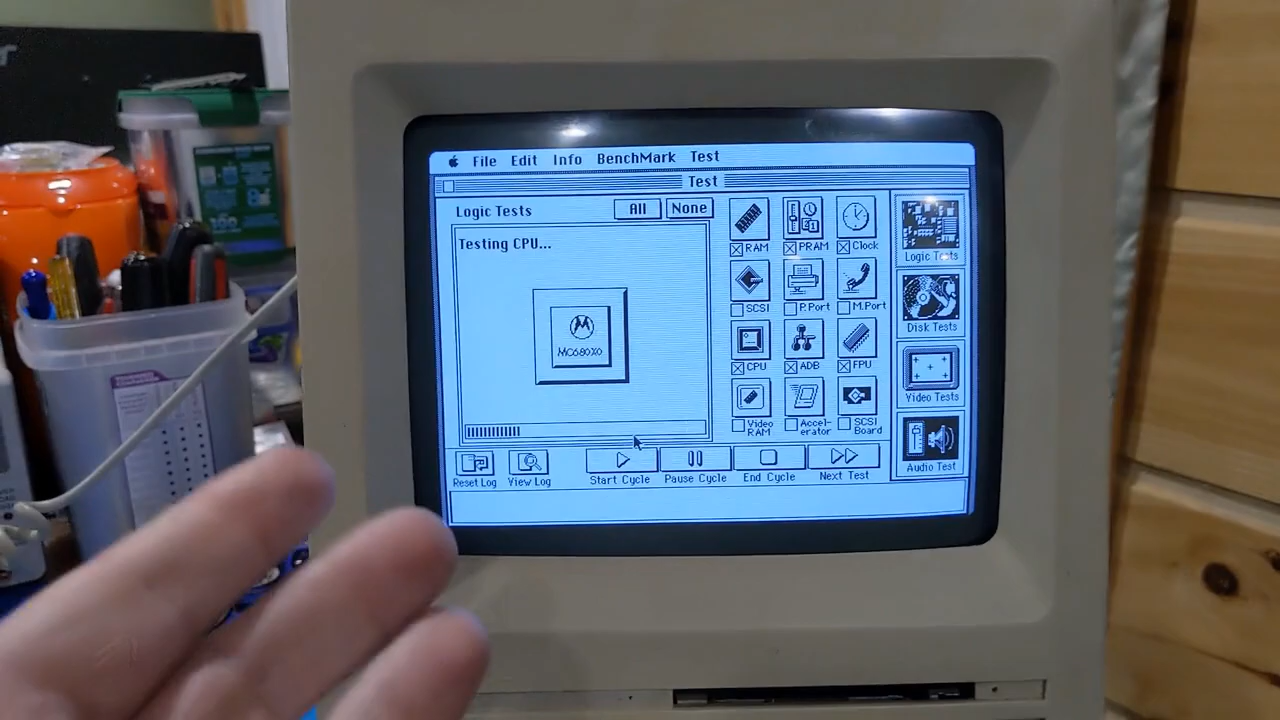 File Edit Info BenchMark Test
Test
Logic Tests
All
None
Testing CPU...
MC680X0
RAM
PRAM
Clock
SCSI
P.Port
M.Port
CPU
ADB
FPU
Video RAM
Accel-erator
SCSI Board
Logic Tests
Disk Tests
Video Tests
Audio Test
Reset Log
View Log
Start Cycle
Pause Cycle
End Cycle
Next Test